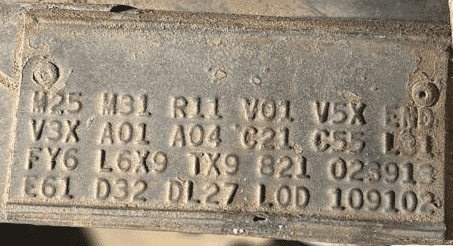 M25 M31 R11 V01 V5X END
V3X A01 A04 C21 C55 L31
FY6 L6X9 TX9 821 023913
E61 D32 DL27 L0D 109102